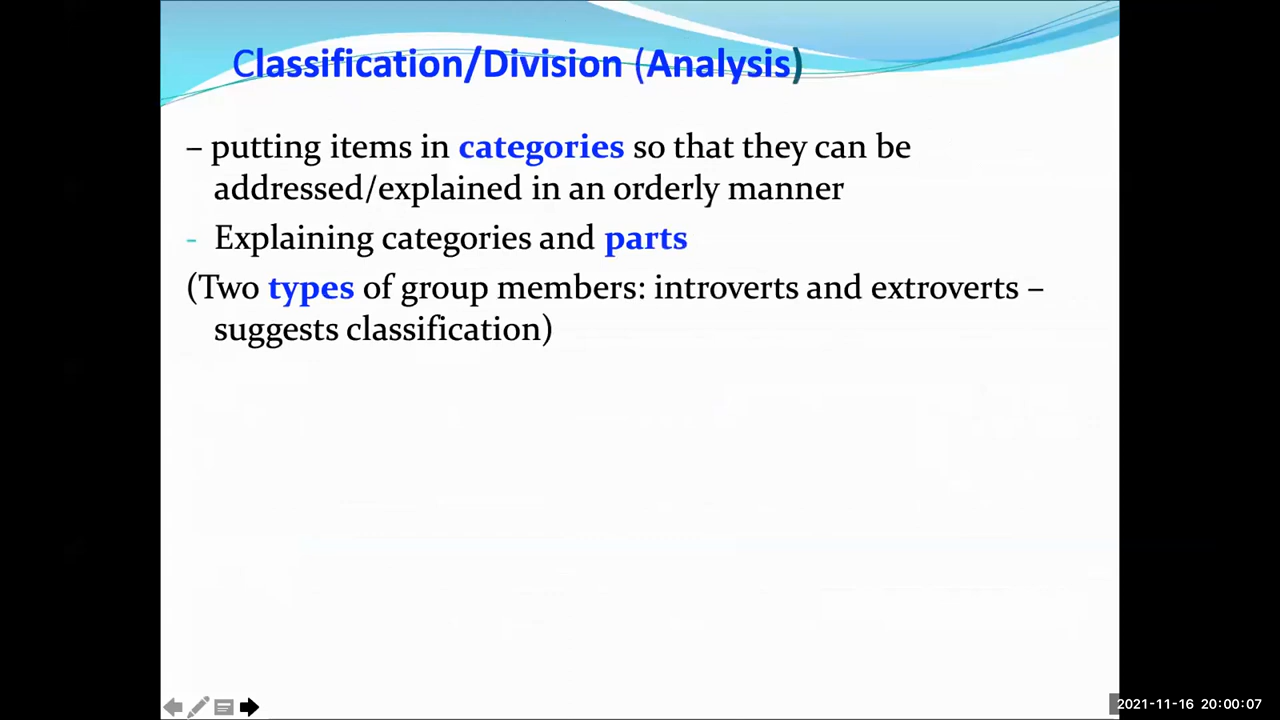 Classification/Division (Analysis)
– putting items in categories so that they can be
addressed/explained in an orderly manner
- Explaining categories and parts
(Two types of group members: introverts and extroverts –
suggests classification)
2021-11-16 20:00:07